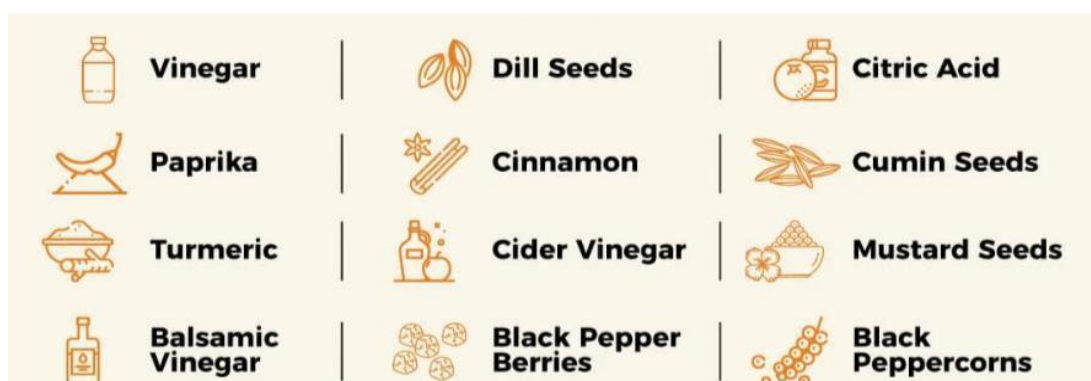 Vinegar
Dill Seeds
Citric Acid
Paprika
Cinnamon
Cumin Seeds
Turmeric
Cider Vinegar
Mustard Seeds
Balsamic
Vinegar
Black Pepper
Berries
Black
Peppercorns